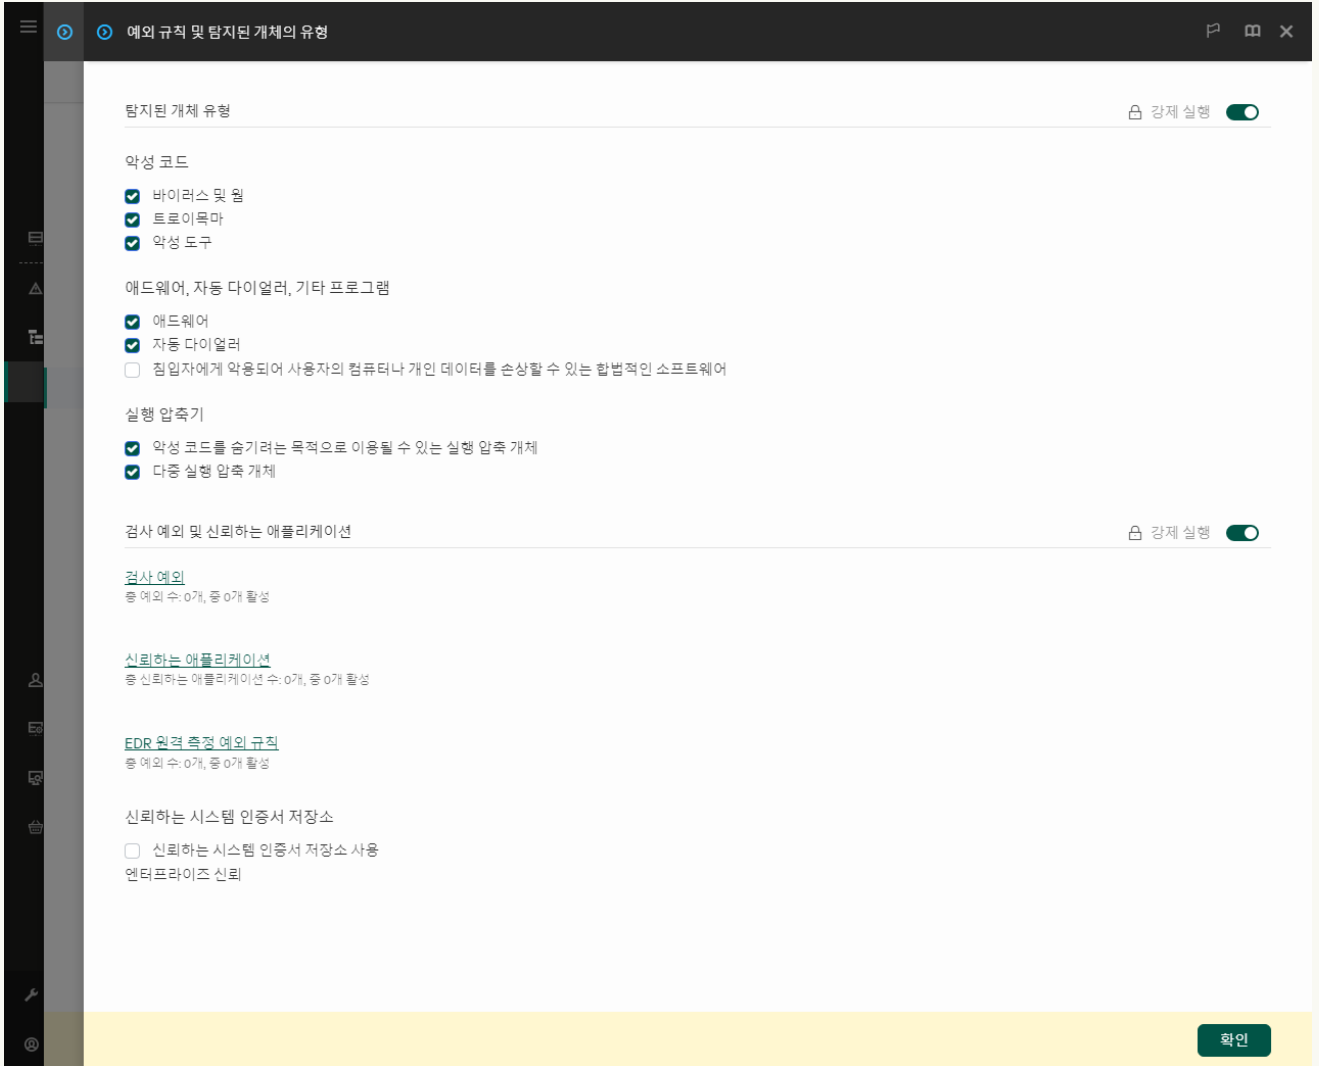 예외 규칙 및 탐지된 개체의 유형
탐지된 개체 유형
강제 실행
악성 코드
바이러스 및 웜
트로이목마
악성 도구
애드웨어, 자동 다이얼러, 기타 프로그램
애드웨어
자동 다이얼러
침입자에게 악용되어 사용자의 컴퓨터나 개인 데이터를 손상할 수 있는 합법적인 소프트웨어
실행 압축기
악성 코드를 숨기려는 목적으로 이용될 수 있는 실행 압축 개체
다중 실행 압축 개체
검사 예외 및 신뢰하는 애플리케이션
강제 실행
검사 예외
총 예외 수: 0개, 중 0개 활성
신뢰하는 애플리케이션
총 신뢰하는 애플리케이션 수: 0개, 중 0개 활성
EDR 원격 측정 예외 규칙
총 예외 수: 0개, 중 0개 활성
신뢰하는 시스템 인증서 저장소
신뢰하는 시스템 인증서 저장소 사용
엔터프라이즈 신뢰
확인